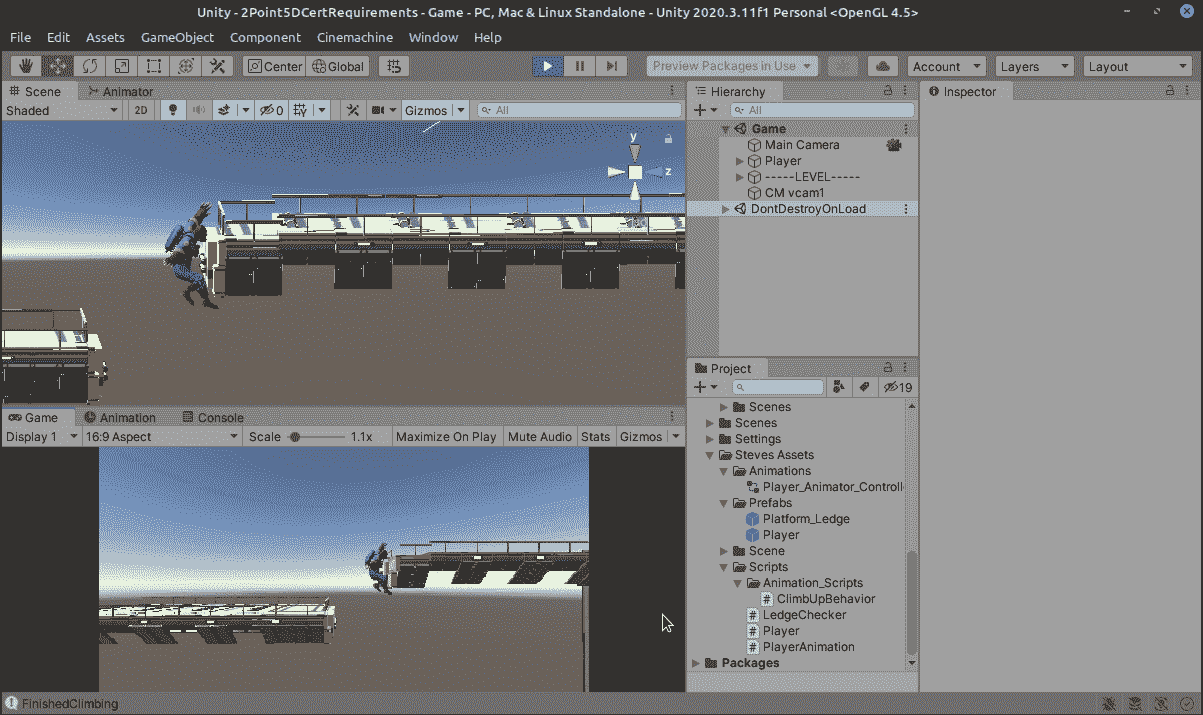 Unity - 2Point5DCertRequirements - Game - PC, Mac & Linux Standalone - Unity 2020.3.11f1 Personal <OpenGL 4.5>
File Edit Assets GameObject Component Cinemachine Window Help
Center Global Preview Packages in Use Account Layers Layout
Scene Animator
Shaded 2D 0 Gizmos All
y
z
Hierarchy
All
Game
Main Camera
Player
-----LEVEL-----
CM vcam1
DontDestroyOnLoad
Inspector
Game Animation Console
Display 1 16:9 Aspect Scale 1.1x Maximize On Play Mute Audio Stats Gizmos
Project
19
Scenes
Scenes
Settings
Steves Assets
Animations
Player_Animator_Controll
Prefabs
Platform_Ledge
Player
Scene
Scripts
Animation_Scripts
ClimbUpBehavior
LedgeChecker
Player
PlayerAnimation
Packages
FinishedClimbing